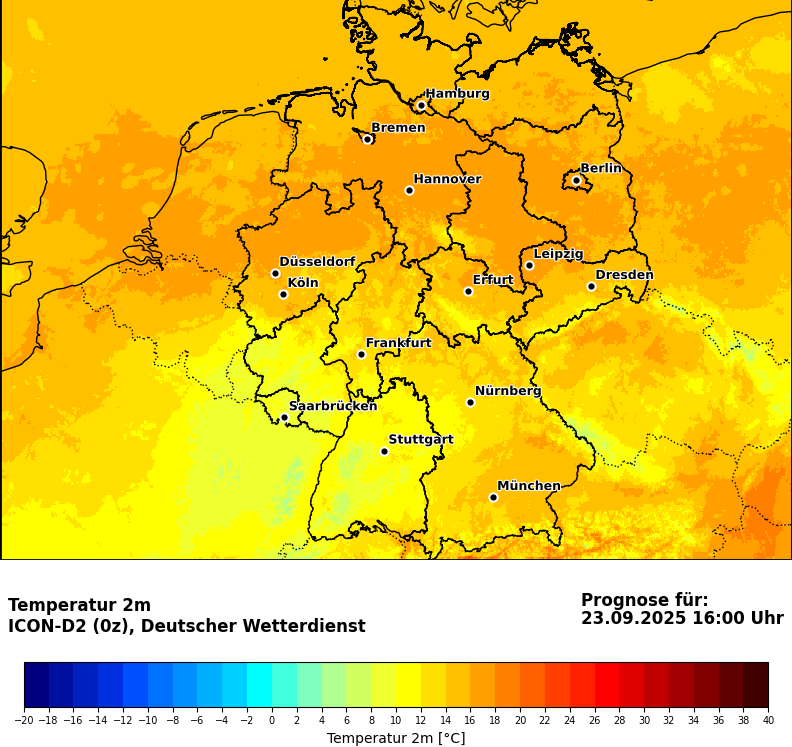 Hamburg
Bremen
Berlin
Hannover
Leipzig
Düsseldorf
Dresden
Erfurt
Köln
Frankfurt
Nürnberg
Saarbrücken
Stuttgart
München
Temperatur 2m
ICON-D2 (0z), Deutscher Wetterdienst
Prognose für:
23.09.2025 16:00 Uhr
−20 −18 −16 −14 −12 −10 −8 −6 −4 −2 0 2 4 6 8 10 12 14 16 18 20 22 24 26 28 30 32 34 36 38 40
Temperatur 2m [°C]